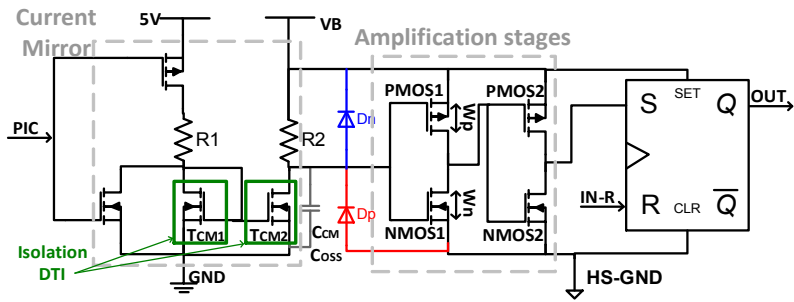 Current
Mirror
5V
VB
Amplification stages
PMOS1
PMOS2
Dn
Wp
S
SET
Q
OUT
PIC
R1
R2
Dp
Wn
IN-R
R
CLR
Q
TCM1
TCM2
CCM
COSS
NMOS1
NMOS2
Isolation
DTI
GND
HS-GND